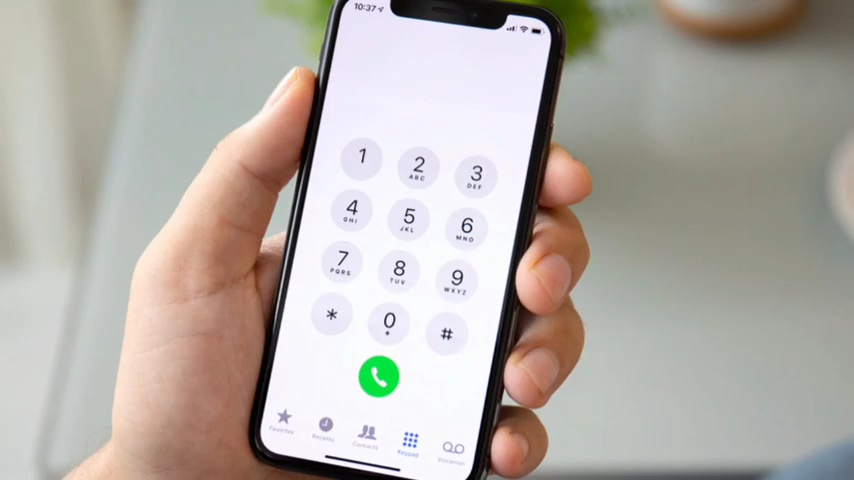 10:37
1 2 3
ABC DEF
4 5 6
GHI JKL MNO
7 8 9
PQRS TUV WXYZ
* 0 #
+
Favorites Recents Contacts Keypad Voicemail